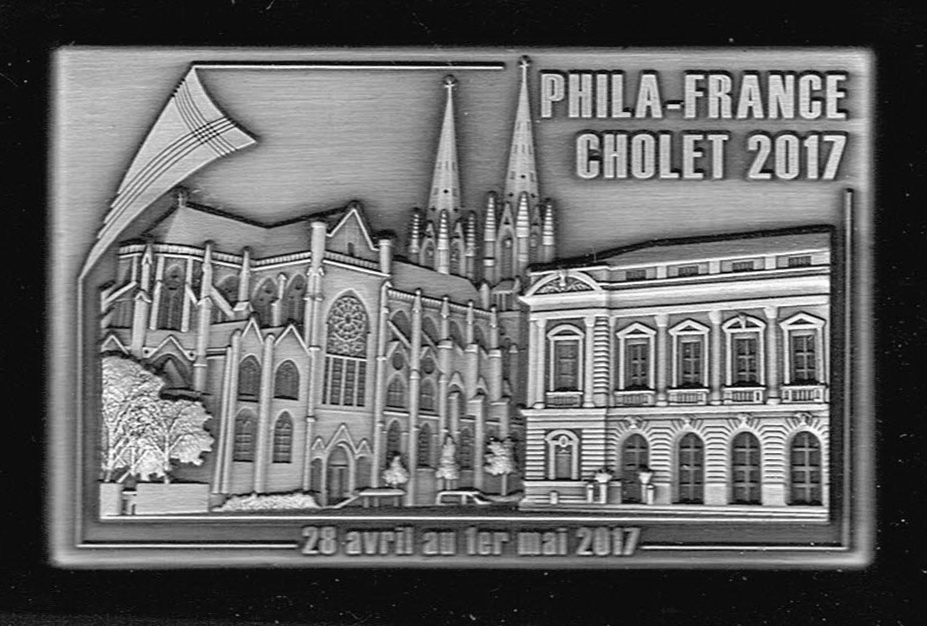 PHILA-FRANCE
CHOLET 2017
28 avril au 1er mai 2017